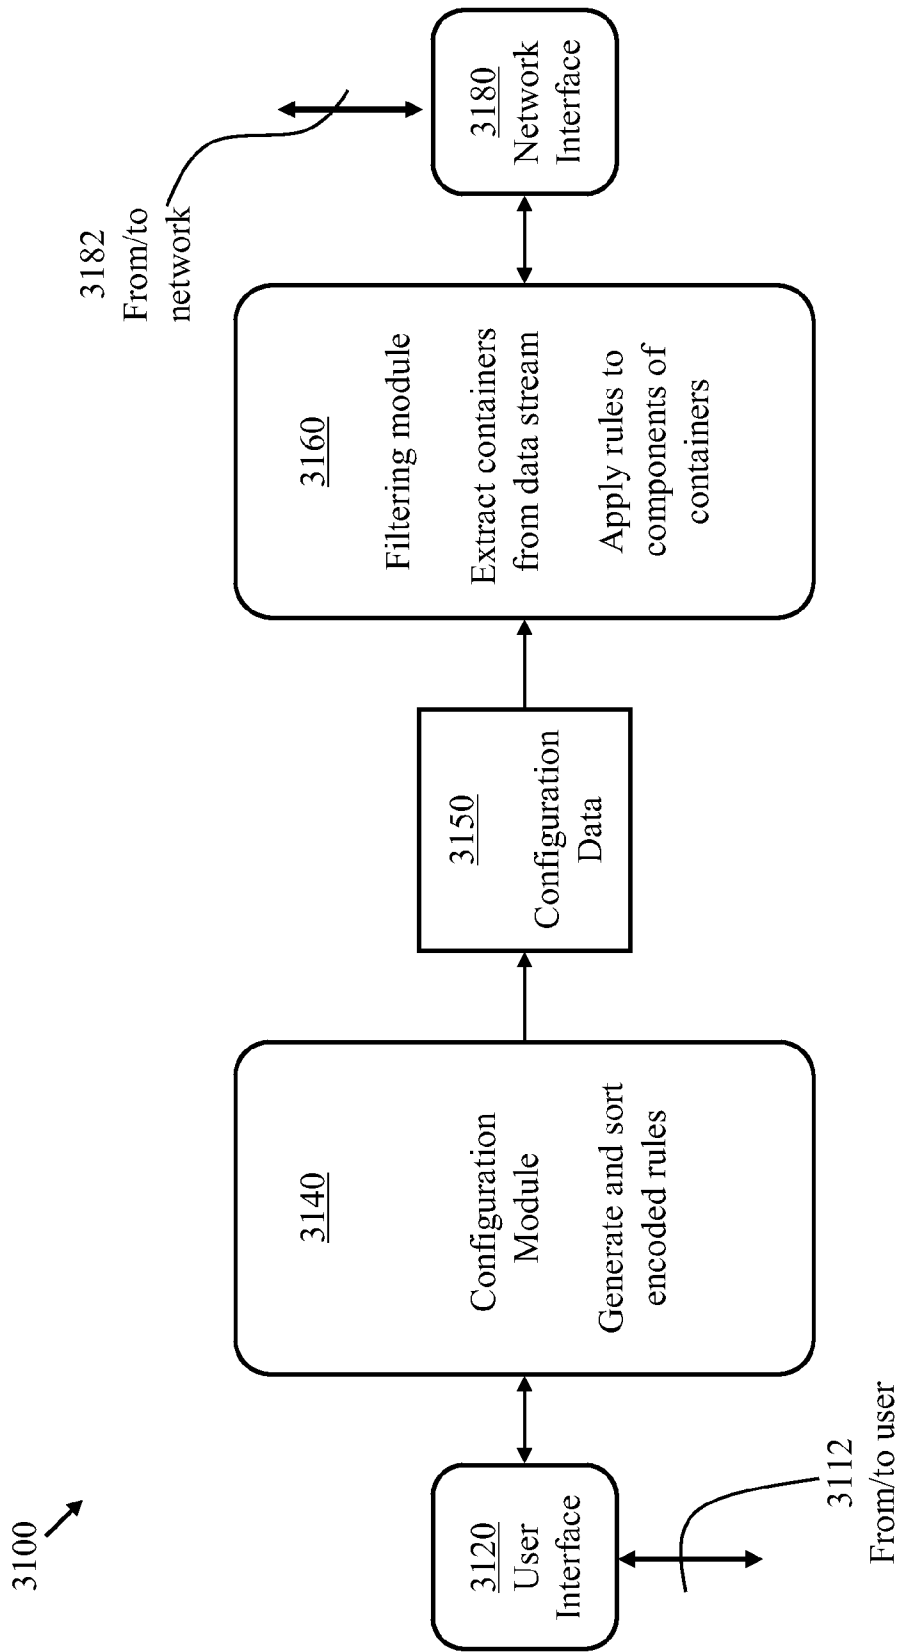 3100
3120
User
Interface
3112
From/to user
3140
Configuration
Module
Generate and sort
encoded rules
3150
Configuration
Data
3160
Filtering module
Extract containers
from data stream
Apply rules to
components of
containers
3182
From/to
network
3180
Network
Interface